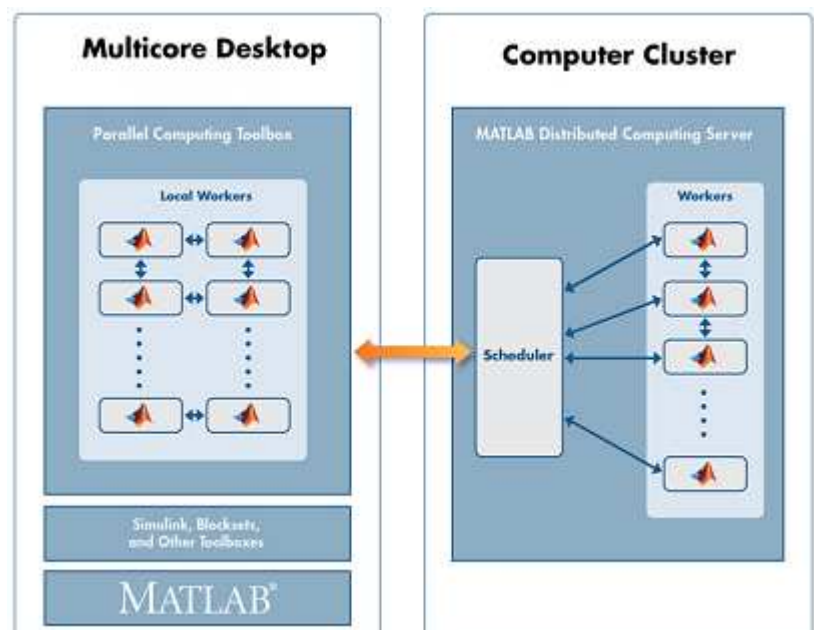 Multicore Desktop
Parallel Computing Toolbox
Local Workers
Simulink, Blocksets,
and Other Toolboxes
MATLAB®
Computer Cluster
MATLAB Distributed Computing Server
Workers
Scheduler